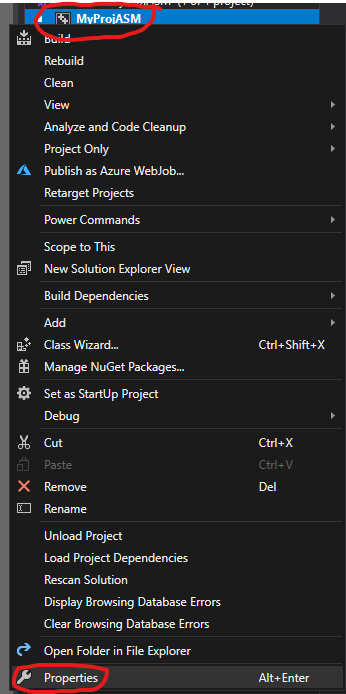 (1 project)
MyProjASM
Build
Rebuild
Clean
View
Analyze and Code Cleanup
Project Only
Publish as Azure WebJob...
Retarget Projects
Power Commands
Scope to This
New Solution Explorer View
Build Dependencies
Add
Class Wizard... Ctrl+Shift+X
Manage NuGet Packages...
Set as StartUp Project
Debug
Cut Ctrl+X
Paste Ctrl+V
Remove Del
Rename
Unload Project
Load Project Dependencies
Rescan Solution
Display Browsing Database Errors
Clear Browsing Database Errors
Open Folder in File Explorer
Properties Alt+Enter